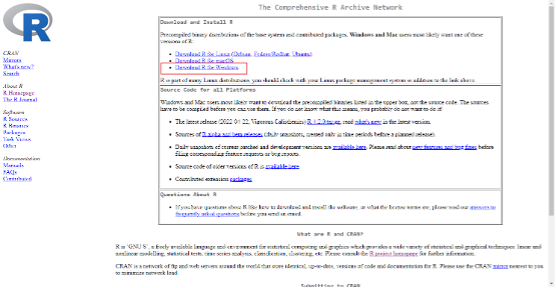 The Comprehensive R Archive Network
Download and Install R
Precompiled binary distributions of the base system and contributed packages, Windows and Mac users most likely want one of these
versions of R:
Download R for Linux (Debian, Fedora/Redhat, Ubuntu)
Download R for macOS
Download R for Windows
R is part of many Linux distributions, you should check with your Linux package management system in addition to the link above.
Source Code for all Platforms
Windows and Mac users most likely want to download the precompiled binaries listed in the upper box, not the source code. The sources
have to be compiled before you can use them. If you do not know what this means, you probably do not want to do it!
The latest release (2022-04-22, Vigorous Calisthenics) R-4.2.0.tar.gz, read what's new in the latest version.
Sources of R alpha and beta releases (daily snapshots, created only in time periods before a planned release).
Daily snapshots of current patched and development versions are available here. Please read about new features and bug fixes before
filing corresponding feature requests or bug reports.
Source code of older versions of R is available here.
Contributed extension packages
Questions About R
If you have questions about R like how to download and install the software, or what the license terms are, please read our answers to
frequently asked questions before you send an email.
What are R and CRAN?
R is 'GNU S', a freely available language and environment for statistical computing and graphics which provides a wide variety of statistical and graphical techniques: linear and
nonlinear modelling, statistical tests, time series analysis, classification, clustering, etc. Please consult the R project homepage for further information.
CRAN is a network of ftp and web servers around the world that store identical, up-to-date, versions of code and documentation for R. Please use the CRAN mirror nearest to you
to minimize network load.
Submitting to CRAN
R
CRAN
Mirrors
What's new?
Search
About R
R Homepage
The R Journal
Software
R Sources
R Binaries
Packages
Task Views
Other
Documentation
Manuals
FAQs
Contributed